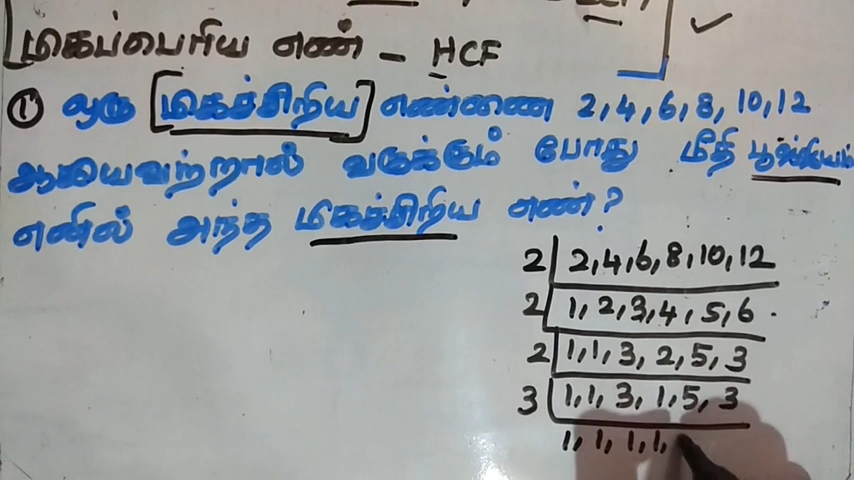 மிகப்பெரிய எண் - HCF
① ஒரு [மிகச்சிறிய] எண்ணை 2, 4, 6, 8, 10, 12
ஆகியவற்றால் வகுக்கும் போது மீதி பூஜ்ஜியம்
எனில் அந்த மிகச்சிறிய எண்?
2 | 2, 4, 6, 8, 10, 12
2 | 1, 2, 3, 4, 5, 6
2 | 1, 1, 3, 2, 5, 3
3 | 1, 1, 3, 1, 5, 3
1, 1, 1, 1,